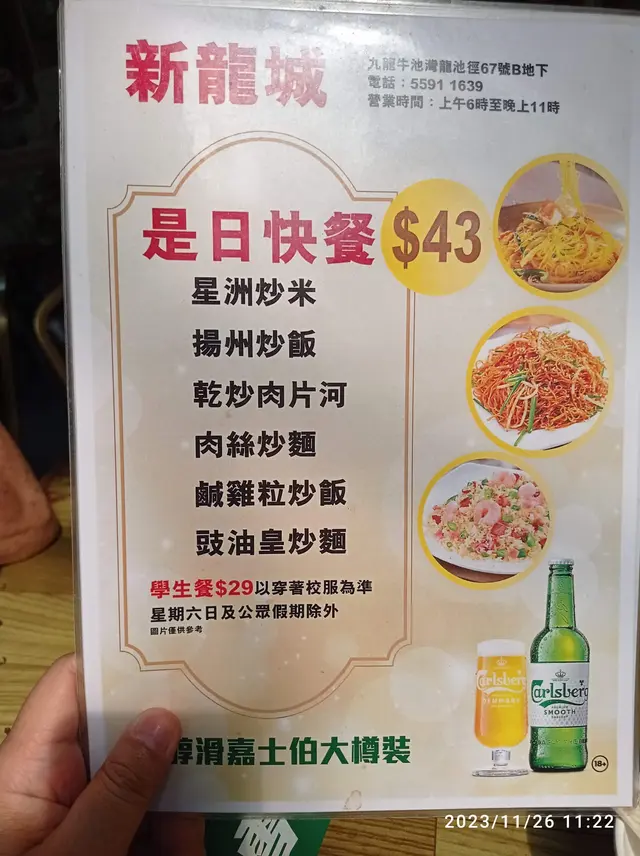 新龍城
九龍牛池灣龍池徑67號B地下
電話：5591 1639
營業時間：上午6時至晚上11時
是日快餐 $43
星洲炒米
揚州炒飯
乾炒肉片河
肉絲炒麵
鹹雞粒炒飯
豉油皇炒麵
學生餐$29以穿著校服為準
星期六日及公眾假期除外
圖片僅供參考
Carlsberg
Carlsberg
SMOOTH
18+
醇滑嘉士伯大樽裝
2023/11/26 11:22